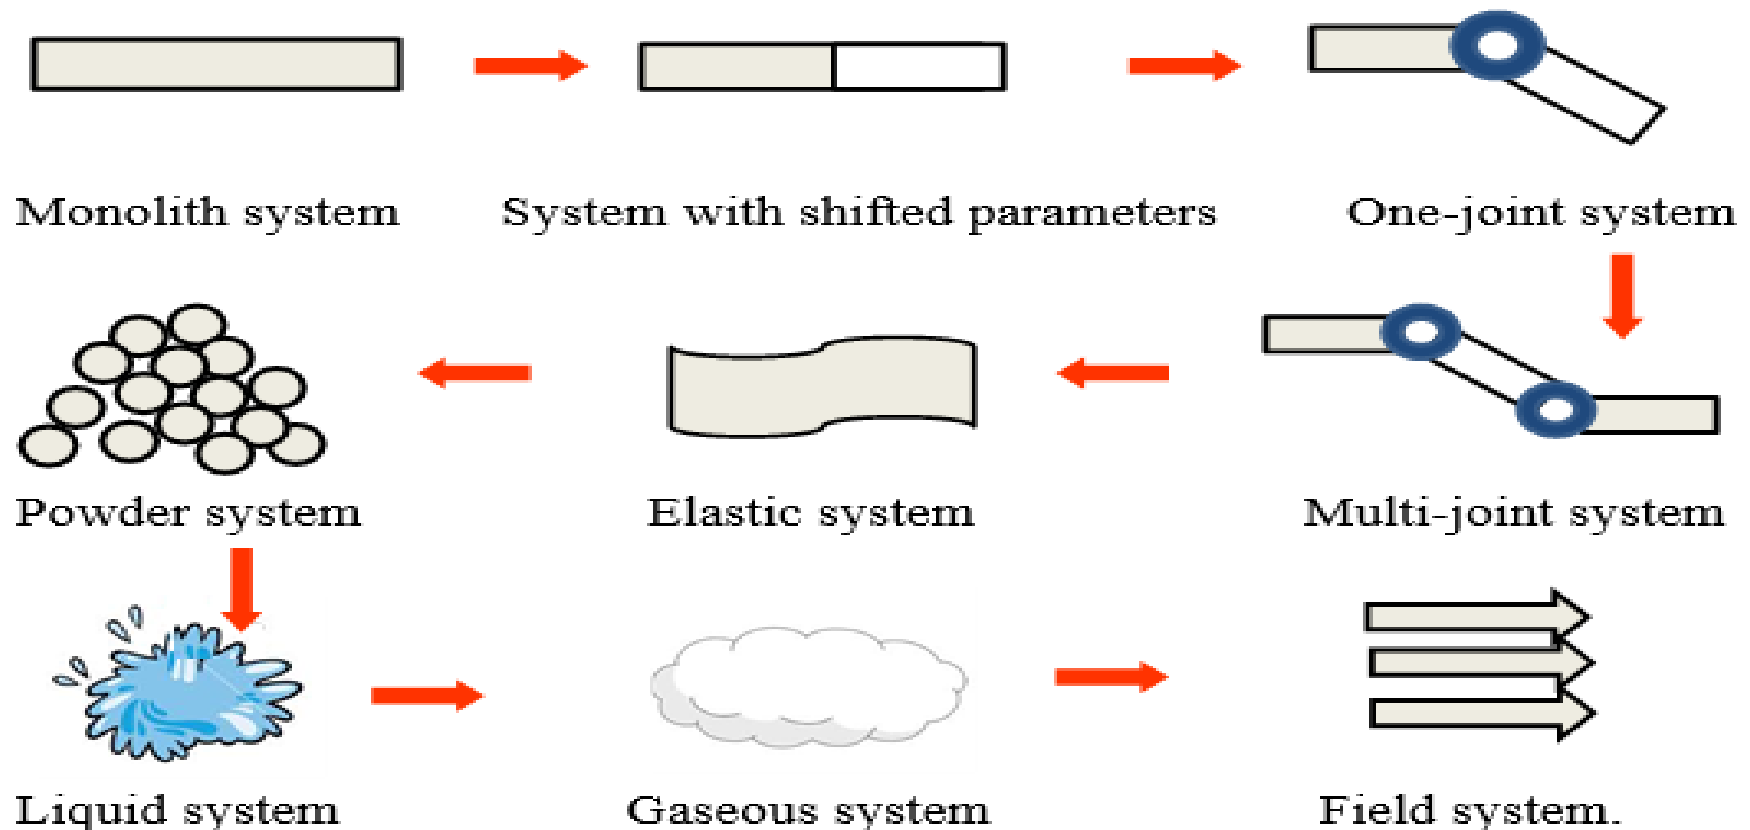 Monolith system
System with shifted parameters
One-joint system
Powder system
Elastic system
Multi-joint system
Liquid system
Gaseous system
Field system.